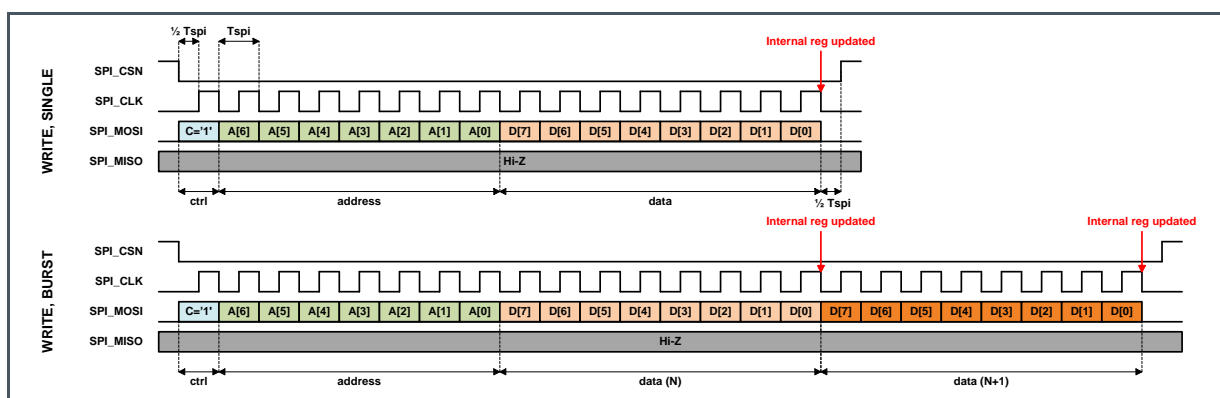 ½ Tspi Tspi
Internal reg updated
WRITE, SINGLE
SPI_CSN
SPI_CLK
SPI_MOSI C='1' A[6] A[5] A[4] A[3] A[2] A[1] A[0] D[7] D[6] D[5] D[4] D[3] D[2] D[1] D[0]
SPI_MISO Hi-Z
ctrl address data ½ Tspi
Internal reg updated Internal reg updated
WRITE, BURST
SPI_CSN
SPI_CLK
SPI_MOSI C='1' A[6] A[5] A[4] A[3] A[2] A[1] A[0] D[7] D[6] D[5] D[4] D[3] D[2] D[1] D[0] D[7] D[6] D[5] D[4] D[3] D[2] D[1] D[0]
SPI_MISO Hi-Z
ctrl address data (N) data (N+1)